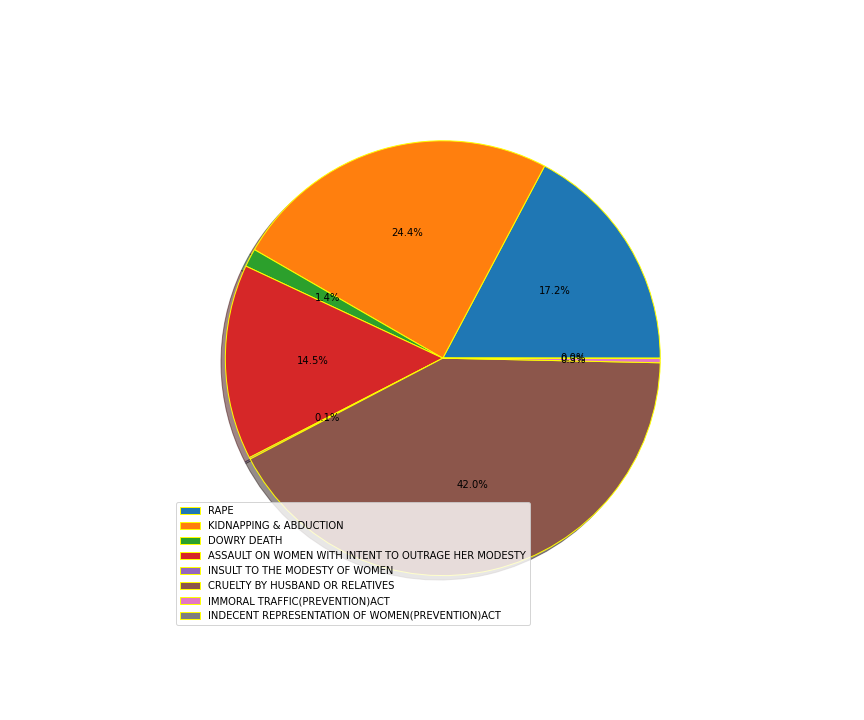 24.4%
17.2%
1.4%
0.0%
14.5%
0.1%
42.0%
RAPE
KIDNAPPING & ABDUCTION
DOWRY DEATH
ASSAULT ON WOMEN WITH INTENT TO OUTRAGE HER MODESTY
INSULT TO THE MODESTY OF WOMEN
CRUELTY BY HUSBAND OR RELATIVES
IMMORAL TRAFFIC(PREVENTION)ACT
INDECENT REPRESENTATION OF WOMEN(PREVENTION)ACT